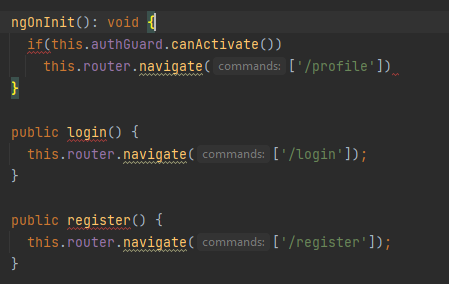 ngOnInit(): void {
if(this.authGuard.canActivate())
this.router.navigate( commands: ['/profile'])
}
public login() {
this.router.navigate( commands: ['/login']);
}
public register() {
this.router.navigate( commands: ['/register']);
}